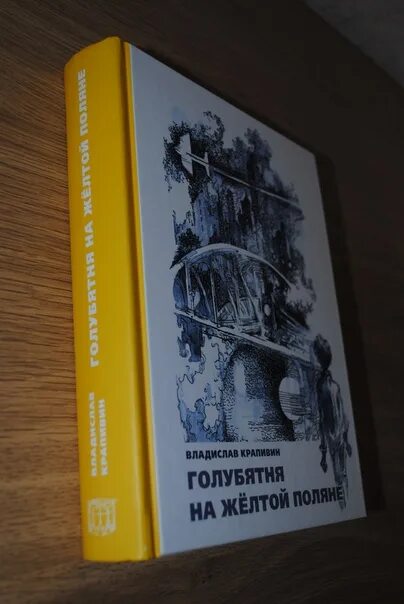 ГОЛУБЯТНЯ НА ЖЁЛТОЙ ПОЛЯНЕ
ВЛАДИСЛАВ
КРАПИВИН
ВЛАДИСЛАВ КРАПИВИН
ГОЛУБЯТНЯ
НА ЖЁЛТОЙ ПОЛЯНЕ